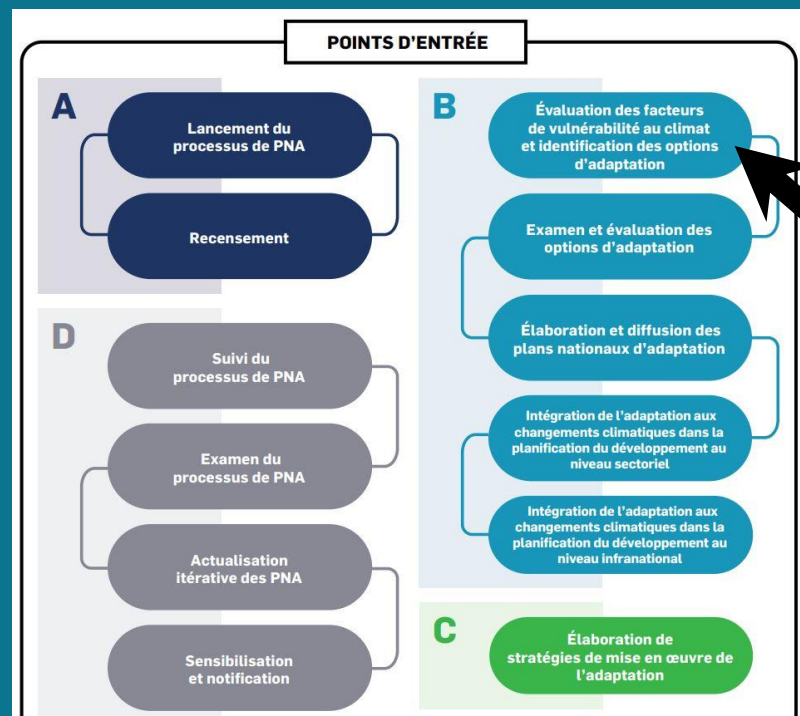 POINTS D'ENTRÉE
A
Lancement du
processus de PNA
Recensement
B
Évaluation des facteurs
de vulnérabilité au climat
et identification des options
d'adaptation
Examen et évaluation des
options d'adaptation
Élaboration et diffusion des
plans nationaux d'adaptation
Intégration de l'adaptation aux
changements climatiques dans la
planification du développement au
niveau sectoriel
Intégration de l'adaptation aux
changements climatiques dans la
planification du développement au
niveau infranational
C
Élaboration de
stratégies de mise en œuvre de
l'adaptation
D
Suivi du
processus de PNA
Examen du
processus de PNA
Actualisation
itérative des PNA
Sensibilisation
et notification